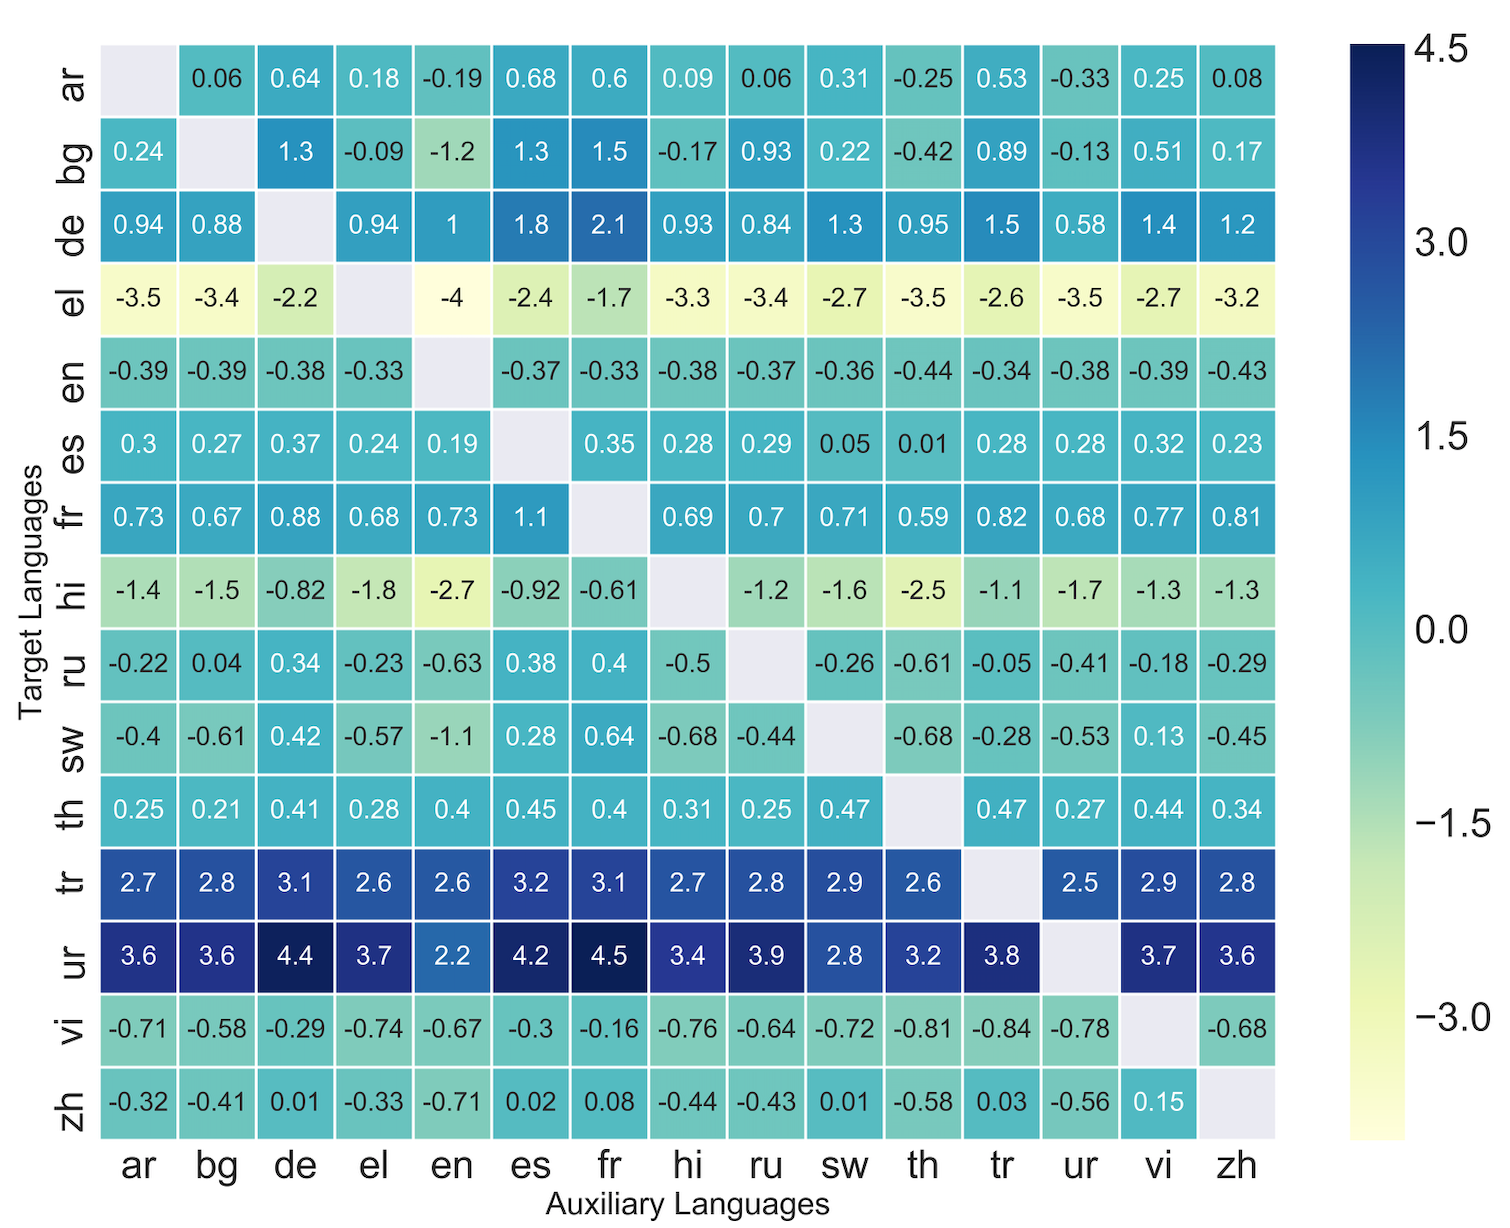 ar 0.06 0.64 0.18 -0.19 0.68 0.6 0.09 0.06 0.31 -0.25 0.53 -0.33 0.25 0.08
bg 0.24 1.3 -0.09 -1.2 1.3 1.5 -0.17 0.93 0.22 -0.42 0.89 -0.13 0.51 0.17
de 0.94 0.88 0.94 1 1.8 2.1 0.93 0.84 1.3 0.95 1.5 0.58 1.4 1.2
el -3.5 -3.4 -2.2 -4 -2.4 -1.7 -3.3 -3.4 -2.7 -3.5 -2.6 -3.5 -2.7 -3.2
en -0.39 -0.39 -0.38 -0.33 -0.37 -0.33 -0.38 -0.37 -0.36 -0.44 -0.34 -0.38 -0.39 -0.43
es 0.3 0.27 0.37 0.24 0.19 0.35 0.28 0.29 0.05 0.01 0.28 0.28 0.32 0.23
fr 0.73 0.67 0.88 0.68 0.73 1.1 0.69 0.7 0.71 0.59 0.82 0.68 0.77 0.81
hi -1.4 -1.5 -0.82 -1.8 -2.7 -0.92 -0.61 -1.2 -1.6 -2.5 -1.1 -1.7 -1.3 -1.3
ru -0.22 0.04 0.34 -0.23 -0.63 0.38 0.4 -0.5 -0.26 -0.61 -0.05 -0.41 -0.18 -0.29
sw -0.4 -0.61 0.42 -0.57 -1.1 0.28 0.64 -0.68 -0.44 -0.68 -0.28 -0.53 0.13 -0.45
th 0.25 0.21 0.41 0.28 0.4 0.45 0.4 0.31 0.25 0.47 0.47 0.27 0.44 0.34
tr 2.7 2.8 3.1 2.6 2.6 3.2 3.1 2.7 2.8 2.9 2.6 2.5 2.9 2.8
ur 3.6 3.6 4.4 3.7 2.2 4.2 4.5 3.4 3.9 2.8 3.2 3.8 3.7 3.6
vi -0.71 -0.58 -0.29 -0.74 -0.67 -0.3 -0.16 -0.76 -0.64 -0.72 -0.81 -0.84 -0.78 -0.68
zh -0.32 -0.41 0.01 -0.33 -0.71 0.02 0.08 -0.44 -0.43 0.01 -0.58 0.03 -0.56 0.15
ar bg de el en es fr hi ru sw th tr ur vi zh
Auxiliary Languages
Target Languages
4.5
3.0
1.5
0.0
−1.5
−3.0